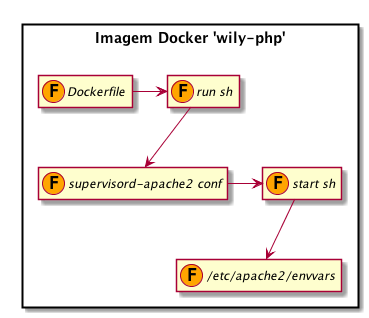 Imagem Docker 'wily-php'
F Dockerfile
F run sh
F supervisord-apache2 conf
F start sh
F /etc/apache2/envvars